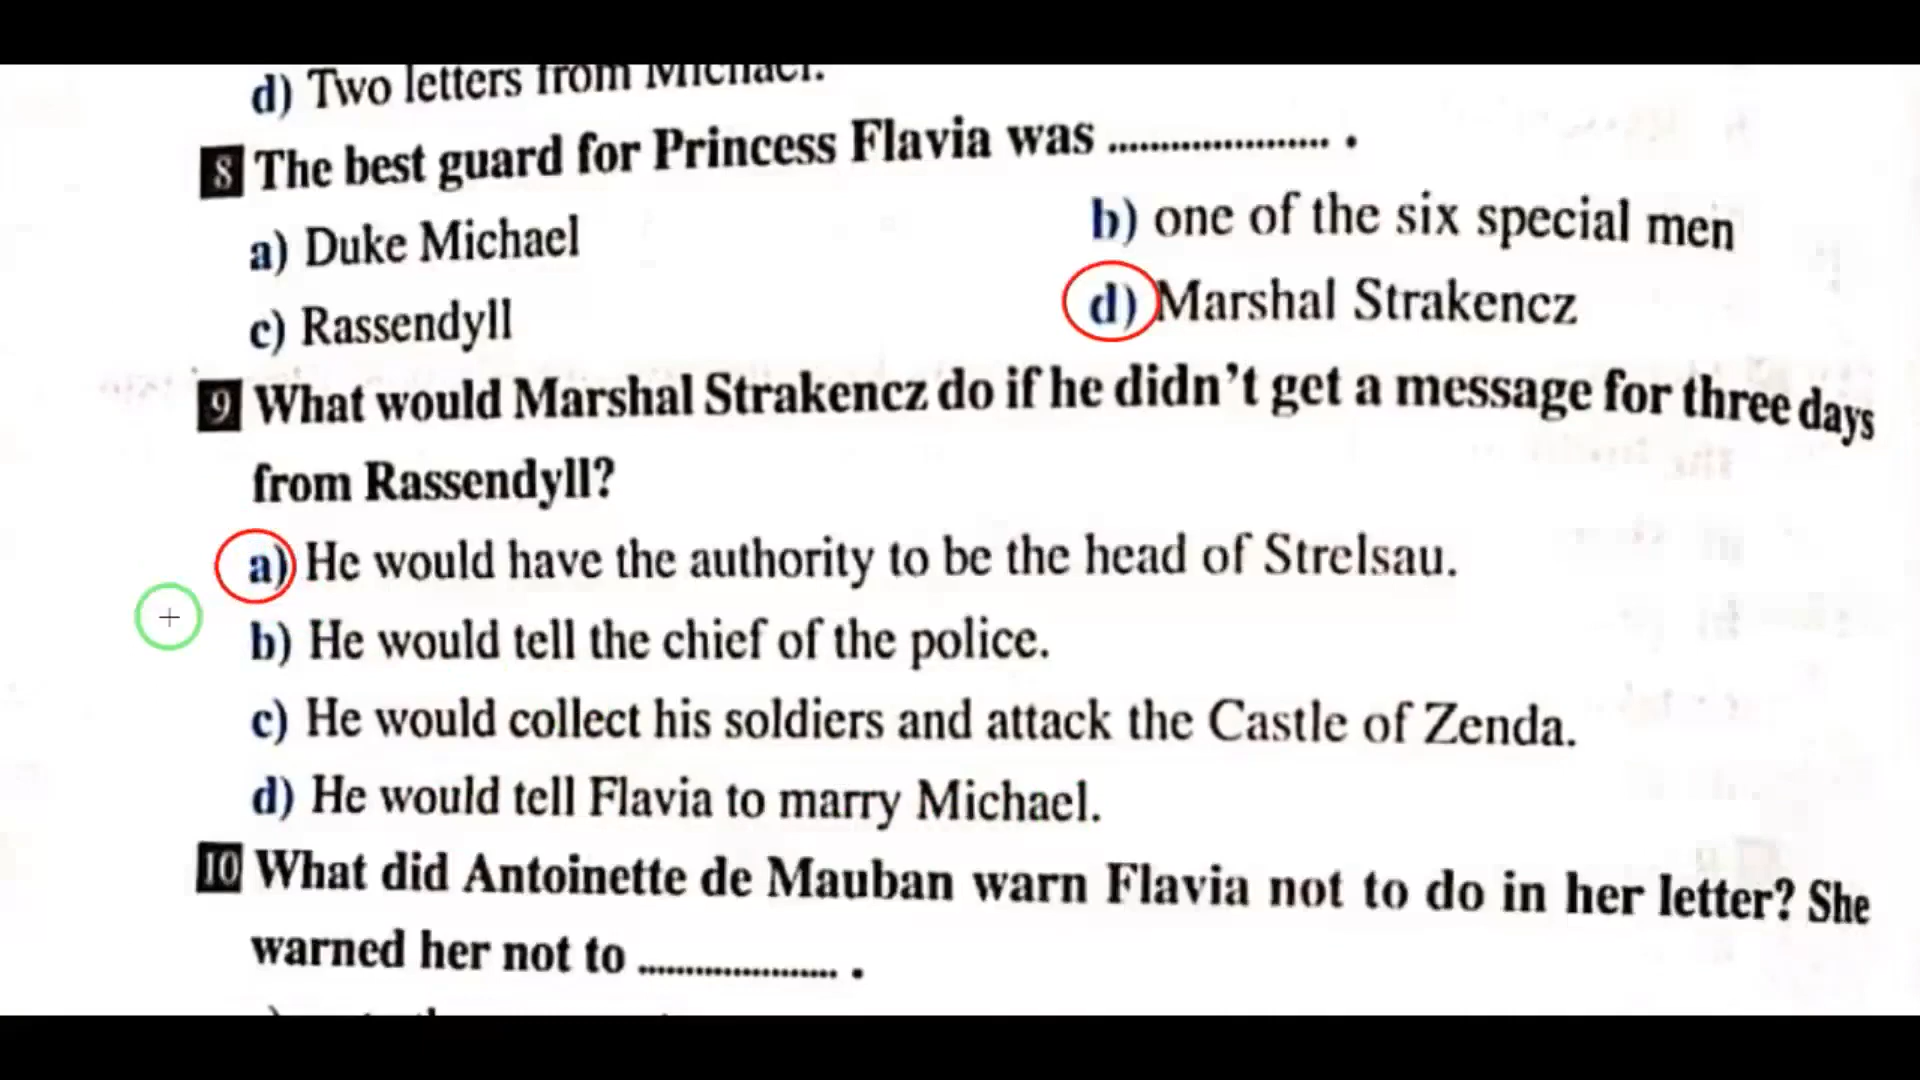 d) Two letters from Michael.
8 The best guard for Princess Flavia was ...................... .
a) Duke Michael
b) one of the six special men
c) Rassendyll
d) Marshal Strakencz
9 What would Marshal Strakencz do if he didn't get a message for three days
from Rassendyll?
a) He would have the authority to be the head of Strelsau.
b) He would tell the chief of the police.
c) He would collect his soldiers and attack the Castle of Zenda.
d) He would tell Flavia to marry Michael.
10 What did Antoinette de Mauban warn Flavia not to do in her letter? She
warned her not to ..................... .